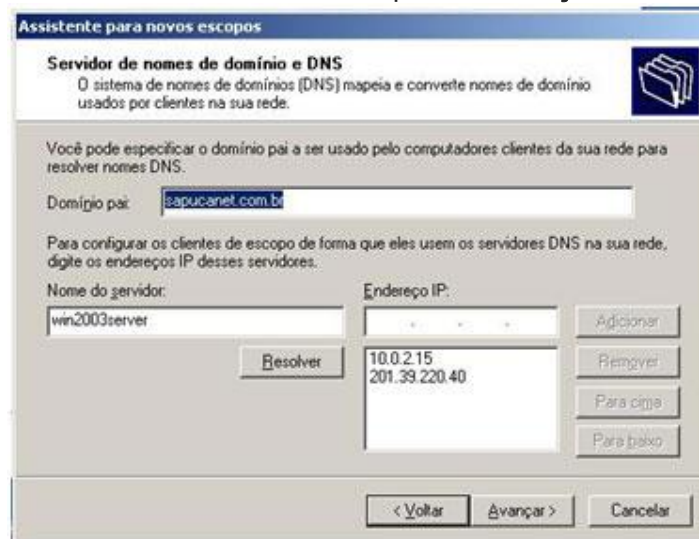 Assistente para novos escopos
Servidor de nomes de domínio e DNS
O sistema de nomes de domínios (DNS) mapeia e converte nomes de domínio
usados por clientes na sua rede.
Você pode especificar o domínio pai a ser usado pelo computadores clientes da sua rede para
resolver nomes DNS.
Domínio pai: sapucanet.com.br
Para configurar os clientes de escopo de forma que eles usem os servidores DNS na sua rede,
digite os endereços IP desses servidores.
Nome do servidor: Endereço IP:
win2003server . . . Adicionar
Resolver 10.0.2.15 Remover
201.39.220.40
Para cima
Para baixo
< Voltar Avançar > Cancelar